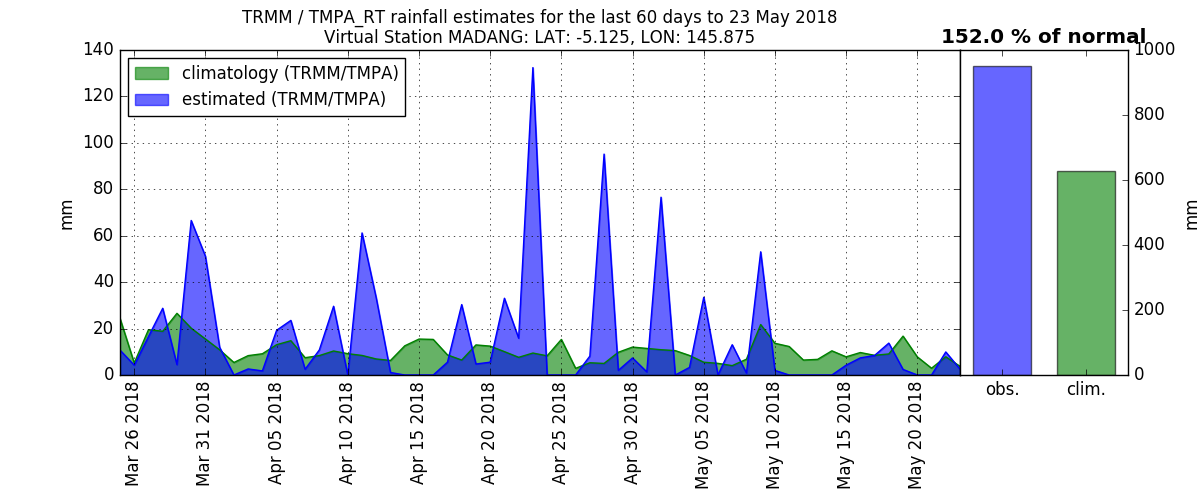 TRMM / TMPA_RT rainfall estimates for the last 60 days to 23 May 2018
Virtual Station MADANG: LAT: -5.125, LON: 145.875
152.0 % of normal
climatology (TRMM/TMPA)
estimated (TRMM/TMPA)
mm
140
120
100
80
60
40
20
0
Mar 26 2018
Mar 31 2018
Apr 05 2018
Apr 10 2018
Apr 15 2018
Apr 20 2018
Apr 25 2018
Apr 30 2018
May 05 2018
May 10 2018
May 15 2018
May 20 2018
obs.
clim.
1000
800
600
400
200
0
mm